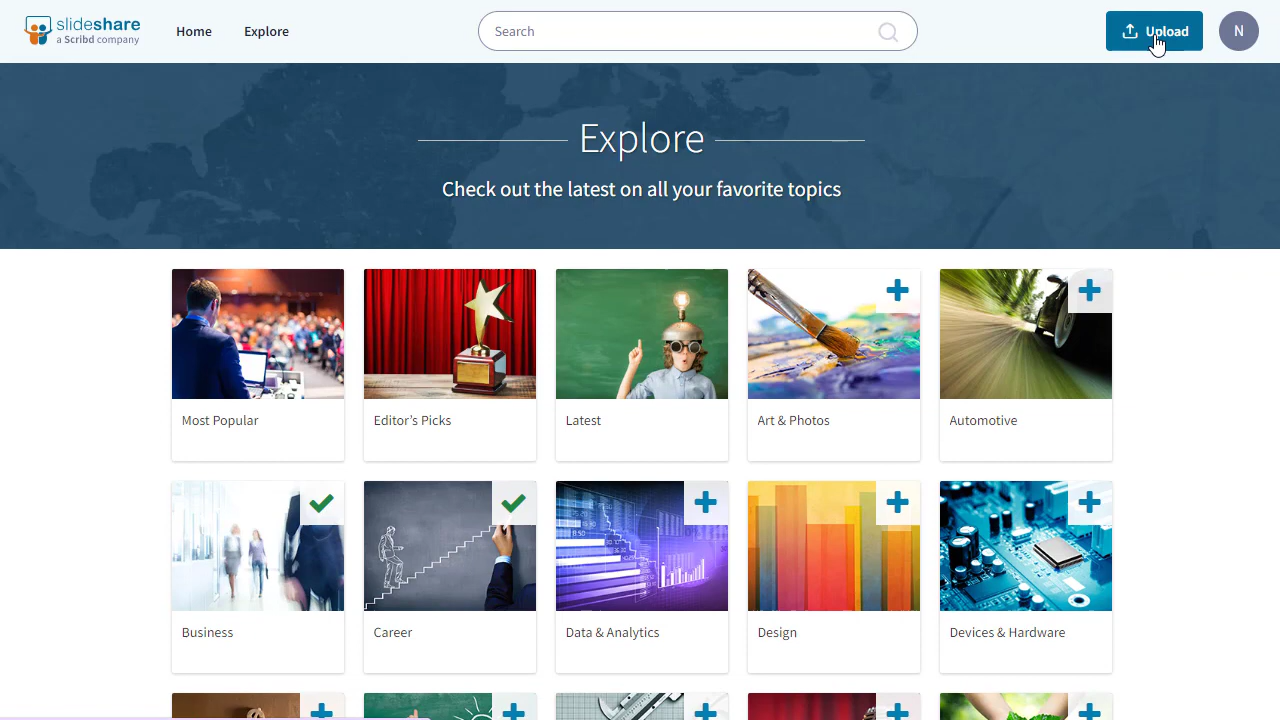 slideshare
a Scribd company
Home
Explore
Search
Upload
N
Explore
Check out the latest on all your favorite topics
Most Popular
Editor’s Picks
Latest
Art & Photos
Automotive
Business
Career
Data & Analytics
Design
Devices & Hardware